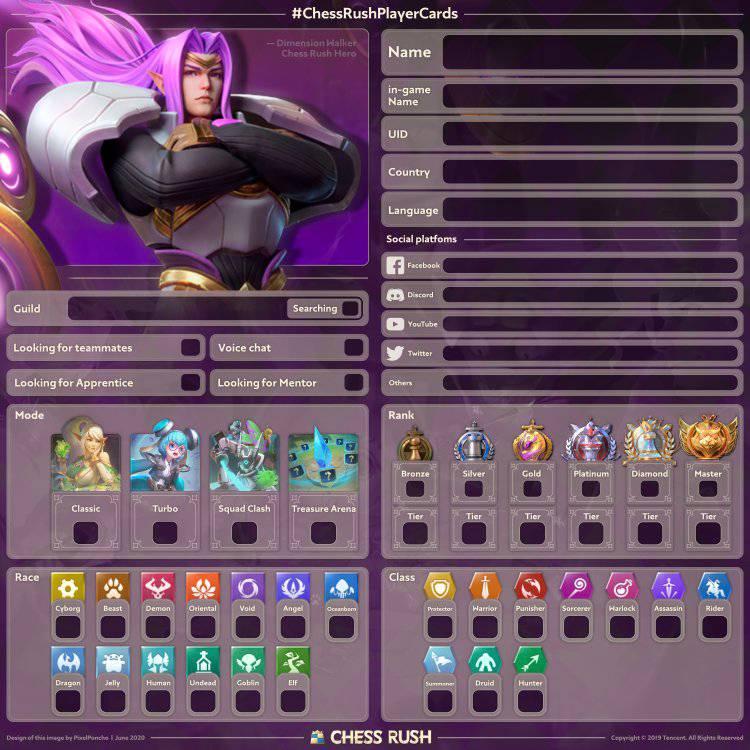 #ChessRushPlayerCards
— Dimension Walker
Chess Rush Hero
Guild
Searching
Looking for teammates
Voice chat
Looking for Apprentice
Looking for Mentor
Name
in-game
Name
UID
Country
Language
Social platfoms
Facebook
Discord
YouTube
Twitter
Others
Mode
Classic
Turbo
Squad Clash
Treasure Arena
Rank
Bronze
Silver
Gold
Platinum
Diamond
Master
Tier
Tier
Tier
Tier
Tier
Tier
Race
Cyborg
Beast
Demon
Oriental
Void
Angel
Oceanborn
Dragon
Jelly
Human
Undead
Goblin
Elf
Class
Protector
Warrior
Punisher
Sorcerer
Warlock
Assassin
Rider
Summoner
Druid
Hunter
Design of this image by PixelPoncho | June 2020
CHESS RUSH
Copyright © 2019 Tencent. All Rights Reserved